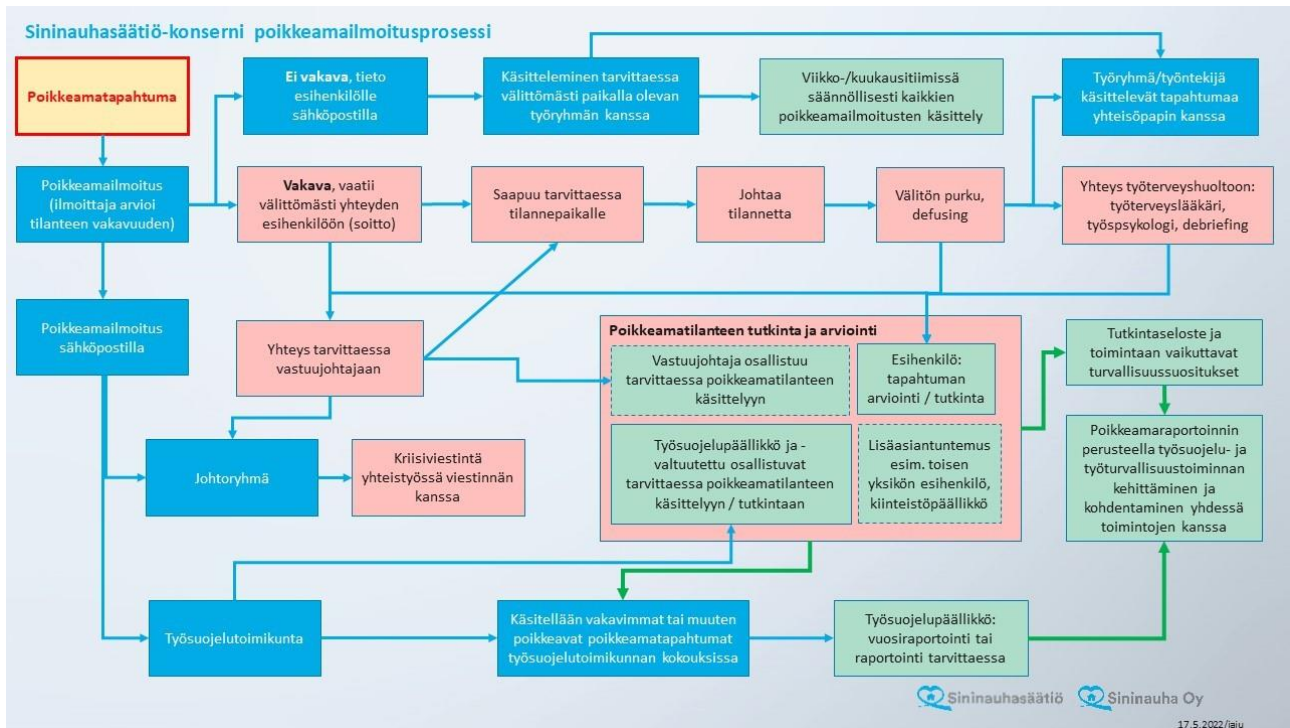 Sininauhasäätiö-konserni poikkeamailmoitusprosessi
Poikkeamatapahtuma
Ei vakava, tieto
esihenkilölle
sähköpostilla
Käsitteleminen tarvittaessa
välittömästi paikalla olevan
työryhmän kanssa
Viikko-/kuukausitiimissä
säännöllisesti kaikkien
poikkeamailmoitusten käsittely
Työryhmä/työntekijä
käsittelevät tapahtumaa
yhteisöpapin kanssa
Poikkeamailmoitus
(ilmoittaja arvioi
tilanteen vakavuuden)
Vakava, vaatii
välittömästi yhteyden
esihenkilöön (soitto)
Saapuu tarvittaessa
tilannepaikalle
Johtaa
tilannetta
Välitön purku,
defusing
Yhteys työterveyshuoltoon:
työterveyslääkäri,
työspsykologi, debriefing
Poikkeamailmoitus
sähköpostilla
Yhteys tarvittaessa
vastuujohtajaan
Poikkeamatilanteen tutkinta ja arviointi
Vastuujohtaja osallistuu
tarvittaessa poikkeamatilanteen
käsittelyyn
Esihenkilö:
tapahtuman
arviointi / tutkinta
Tutkintaseloste ja
toimintaan vaikuttavat
turvallisuussuositukset
Johtoryhmä
Kriisiviestintä
yhteistyössä viestinnän
kanssa
Työsuojelupäällikkö ja -
valtuutettu osallistuvat
tarvittaessa poikkeamatilanteen
käsittelyyn / tutkintaan
Lisäasiantuntemus
esim. toisen
yksikön esihenkilö,
kiinteistöpäällikkö
Poikkeamaraportoinnin
perusteella työsuojelu- ja
työturvallisuustoiminnan
kehittäminen ja
kohdentaminen yhdessä
toimintojen kanssa
Työsuojelutoimikunta
Käsitellään vakavimmat tai muuten
poikkeavat poikkeamatapahtumat
työsuojelutoimikunnan kokouksissa
Työsuojelupäällikkö:
vuosiraportointi tai
raportointi tarvittaessa
Sininauhasäätiö
Sininauha Oy
17.5.2022/jaju